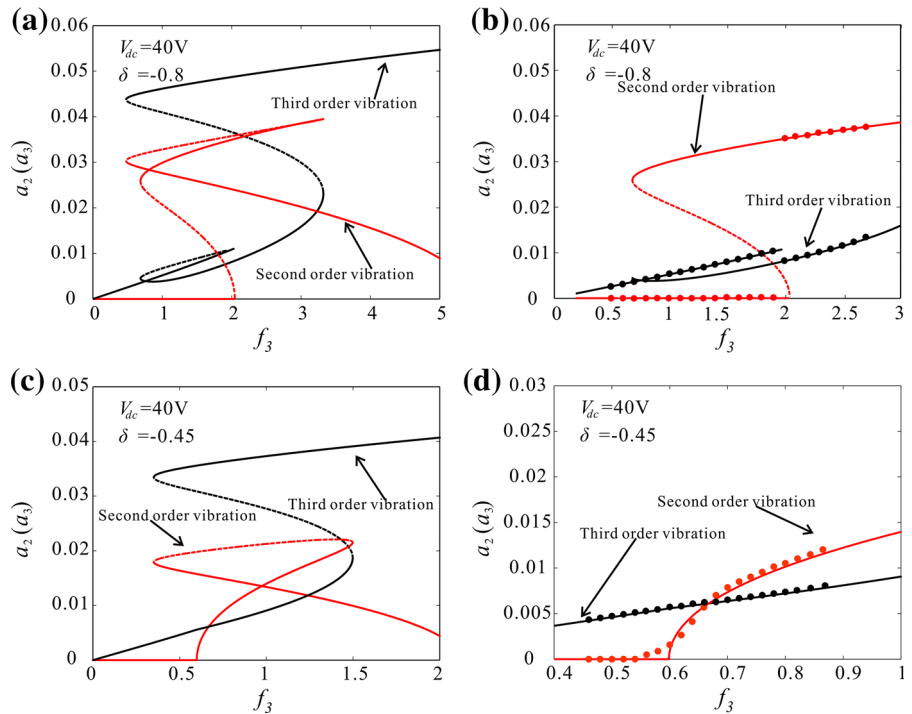 (a)
V_dc=40V
δ =-0.8
Third order vibration
Second order vibration
a_2(a_3)
0.06
0.05
0.04
0.03
0.02
0.01
0
0 1 2 3 4 5
f_3
(b)
V_dc=40V
δ =-0.8
Second order vibration
Third order vibration
a_2(a_3)
0.06
0.05
0.04
0.03
0.02
0.01
0
0 0.5 1 1.5 2 2.5 3
f_3
(c)
V_dc=40V
δ =-0.45
Third order vibration
Second order vibration
a_2(a_3)
0.05
0.04
0.03
0.02
0.01
0
0 0.5 1 1.5 2
f_3
(d)
V_dc=40V
δ =-0.45
Second order vibration
Third order vibration
a_2(a_3)
0.03
0.025
0.02
0.015
0.01
0.005
0
0.4 0.5 0.6 0.7 0.8 0.9 1
f_3